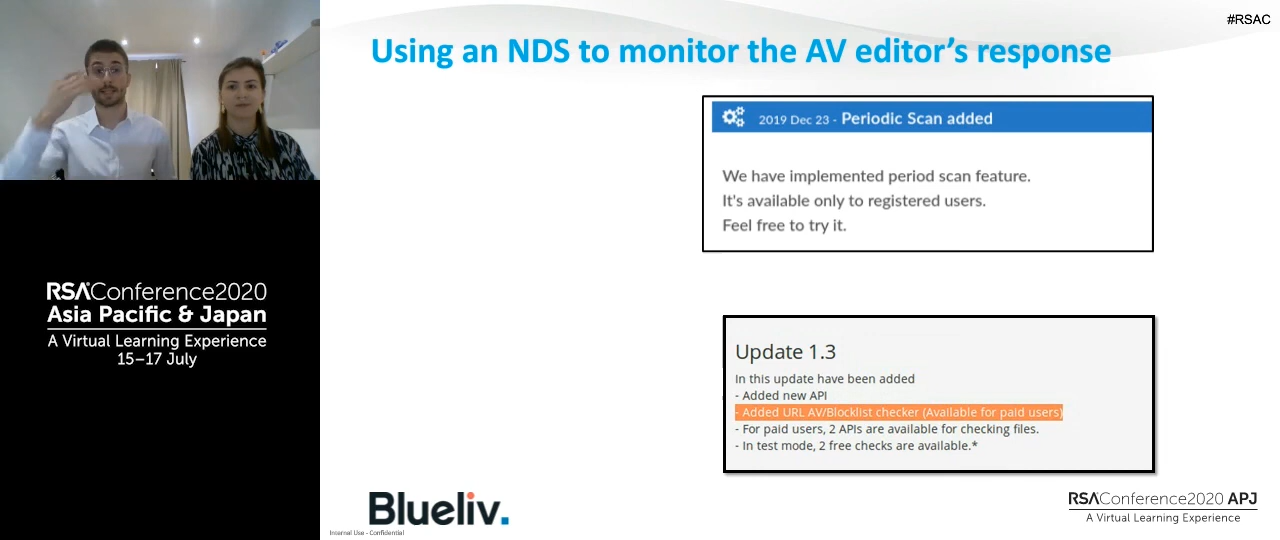 #RSAC
Using an NDS to monitor the AV editor's response
2019 Dec 23 - Periodic Scan added
We have implemented period scan feature.
It's available only to registered users.
Feel free to try it.
RSAConference2020
Asia Pacific & Japan
A Virtual Learning Experience
15–17 July
Update 1.3
In this update have been added
- Added new API
- Added URL AV/Blocklist checker (Available for paid users)
- For paid users, 2 APIs are available for checking files.
- In test mode, 2 free checks are available.*
Blueliv.
Internal Use - Confidential
RSAConference2020 APJ
A Virtual Learning Experience